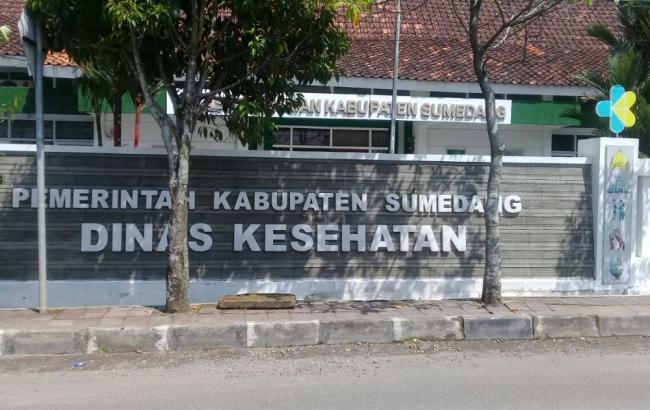 KABUPATEN SUMEDANG
PEMERINTAH KABUPATEN SUMEDANG
DINAS KESEHATAN